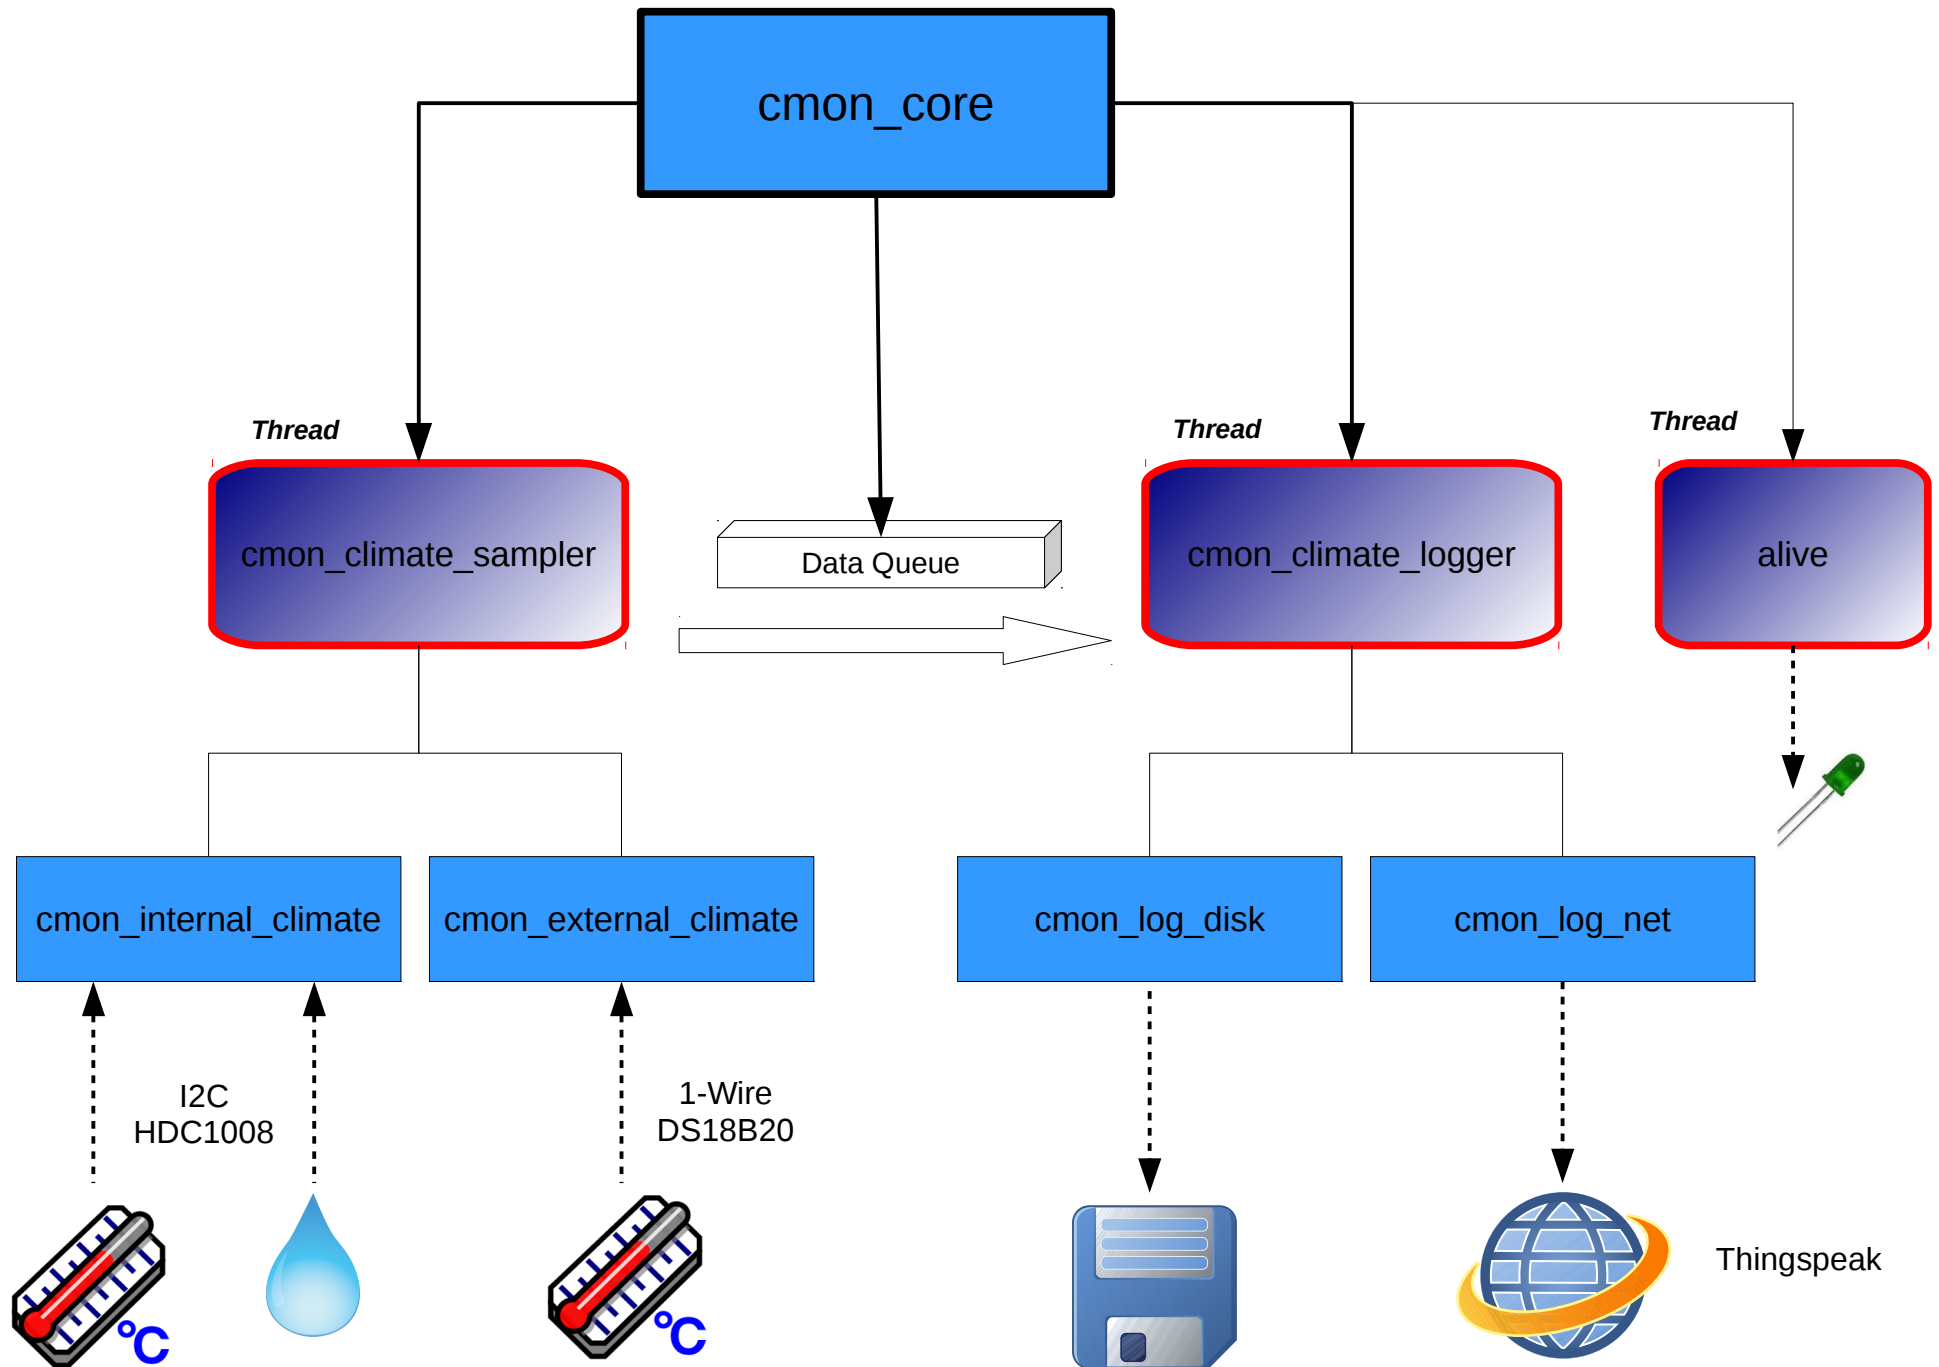 cmon_core
Thread
Thread
Thread
cmon_climate_sampler
Data Queue
cmon_climate_logger
alive
cmon_internal_climate
cmon_external_climate
cmon_log_disk
cmon_log_net
I2C
HDC1008
1-Wire
DS18B20
°C
°C
Thingspeak